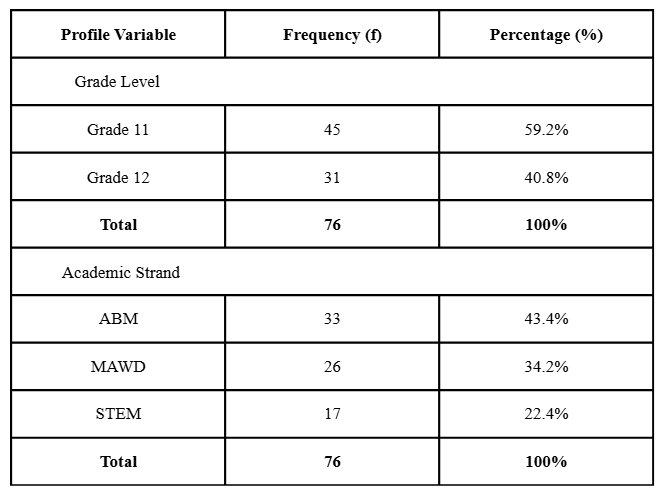 Profile Variable Frequency (f) Percentage (%)
Grade Level
Grade 11 45 59.2%
Grade 12 31 40.8%
Total 76 100%
Academic Strand
ABM 33 43.4%
MAWD 26 34.2%
STEM 17 22.4%
Total 76 100%